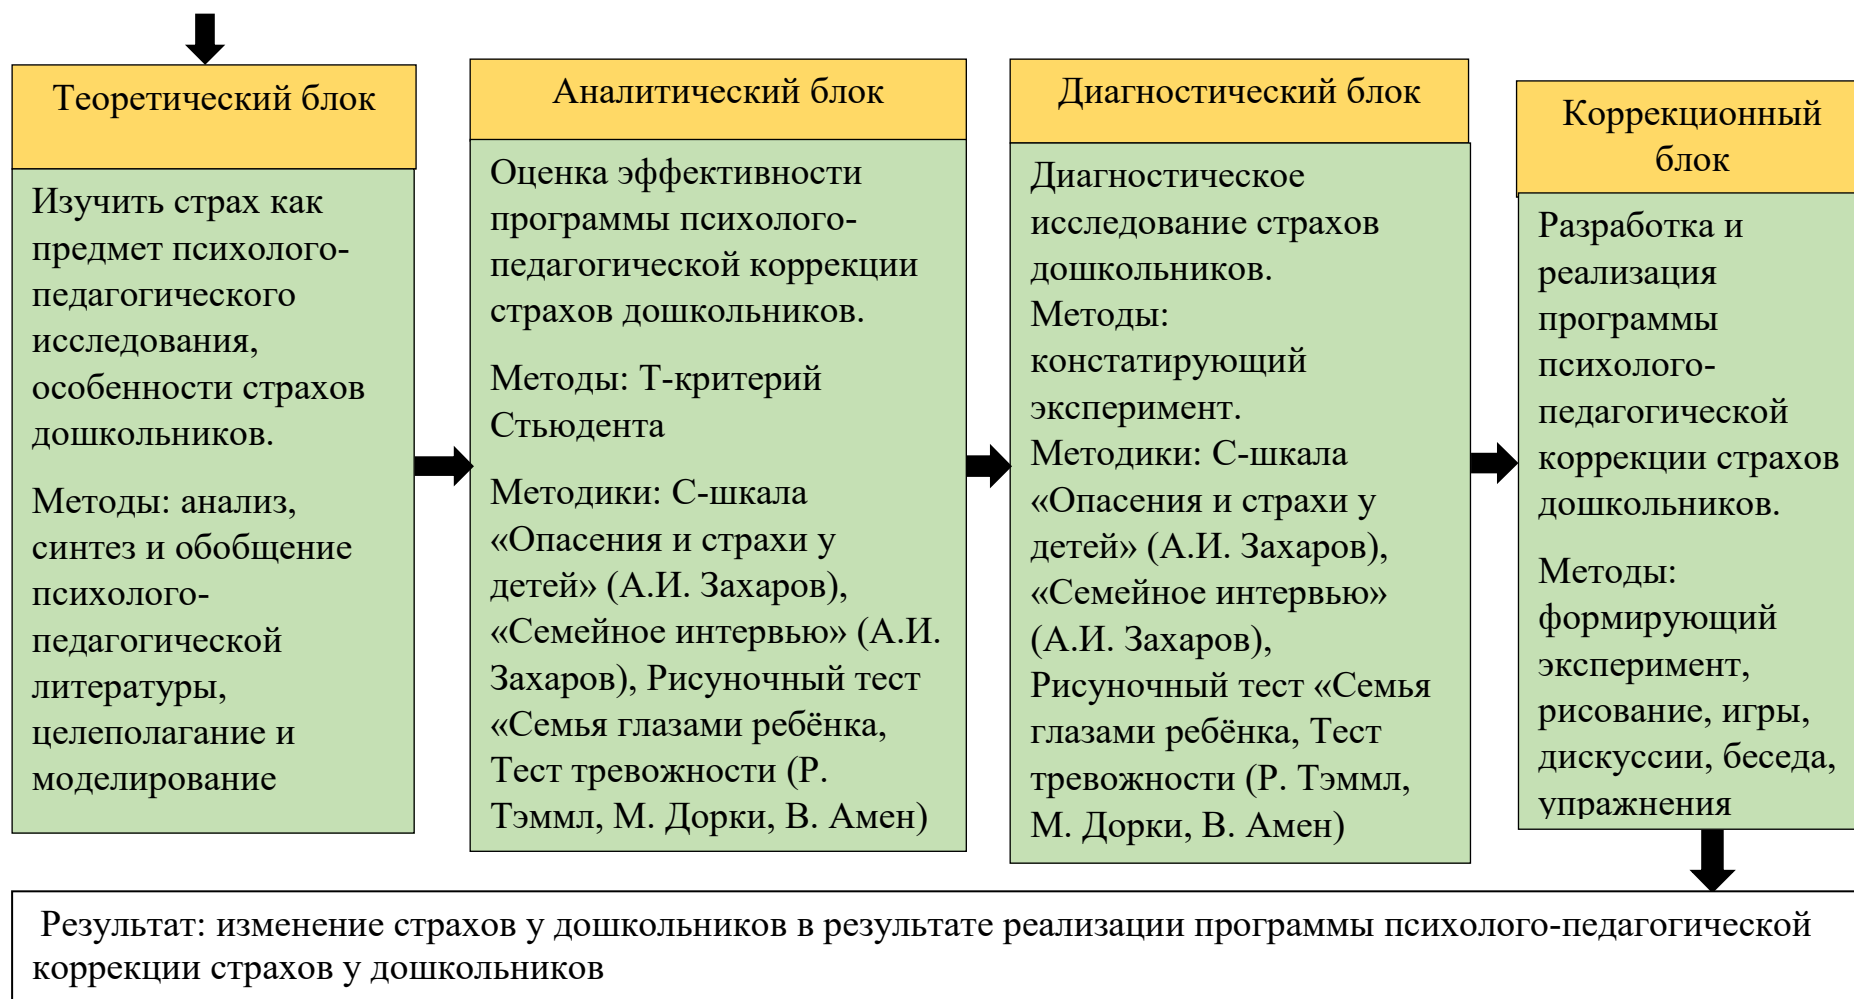 Теоретический блок
Изучить страх как
предмет психолого-
педагогического
исследования,
особенности страхов
дошкольников.
Методы: анализ,
синтез и обобщение
психолого-
педагогической
литературы,
целеполагание и
моделирование
Аналитический блок
Оценка эффективности
программы психолого-
педагогической коррекции
страхов дошкольников.
Методы: Т-критерий
Стьюдента
Методики: С-шкала
«Опасения и страхи у
детей» (А.И. Захаров),
«Семейное интервью» (А.И.
Захаров), Рисуночный тест
«Семья глазами ребёнка,
Тест тревожности (Р.
Тэммл, М. Дорки, В. Амен)
Диагностический блок
Диагностическое
исследование страхов
дошкольников.
Методы:
констатирующий
эксперимент.
Методики: С-шкала
«Опасения и страхи у
детей» (А.И. Захаров),
«Семейное интервью»
(А.И. Захаров),
Рисуночный тест «Семья
глазами ребёнка, Тест
тревожности (Р. Тэммл,
М. Дорки, В. Амен)
Коррекционный
блок
Разработка и
реализация
программы
психолого-
педагогической
коррекции страхов
дошкольников.
Методы:
формирующий
эксперимент,
рисование, игры,
дискуссии, беседа,
упражнения
Результат: изменение страхов у дошкольников в результате реализации программы психолого-педагогической
коррекции страхов у дошкольников